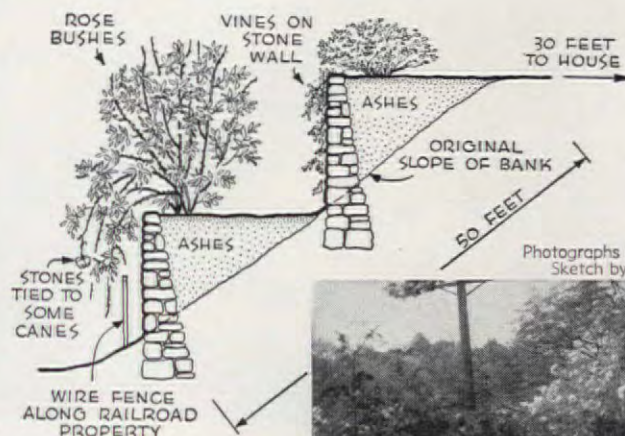 ROSE
BUSHES
VINES ON
STONE
WALL
30 FEET
TO HOUSE
ASHES
ORIGINAL
SLOPE OF BANK
50 FEET
ASHES
STONES
TIED TO
SOME
CANES
WIRE FENCE
ALONG RAILROAD
PROPERTY
Photographs
Sketch by